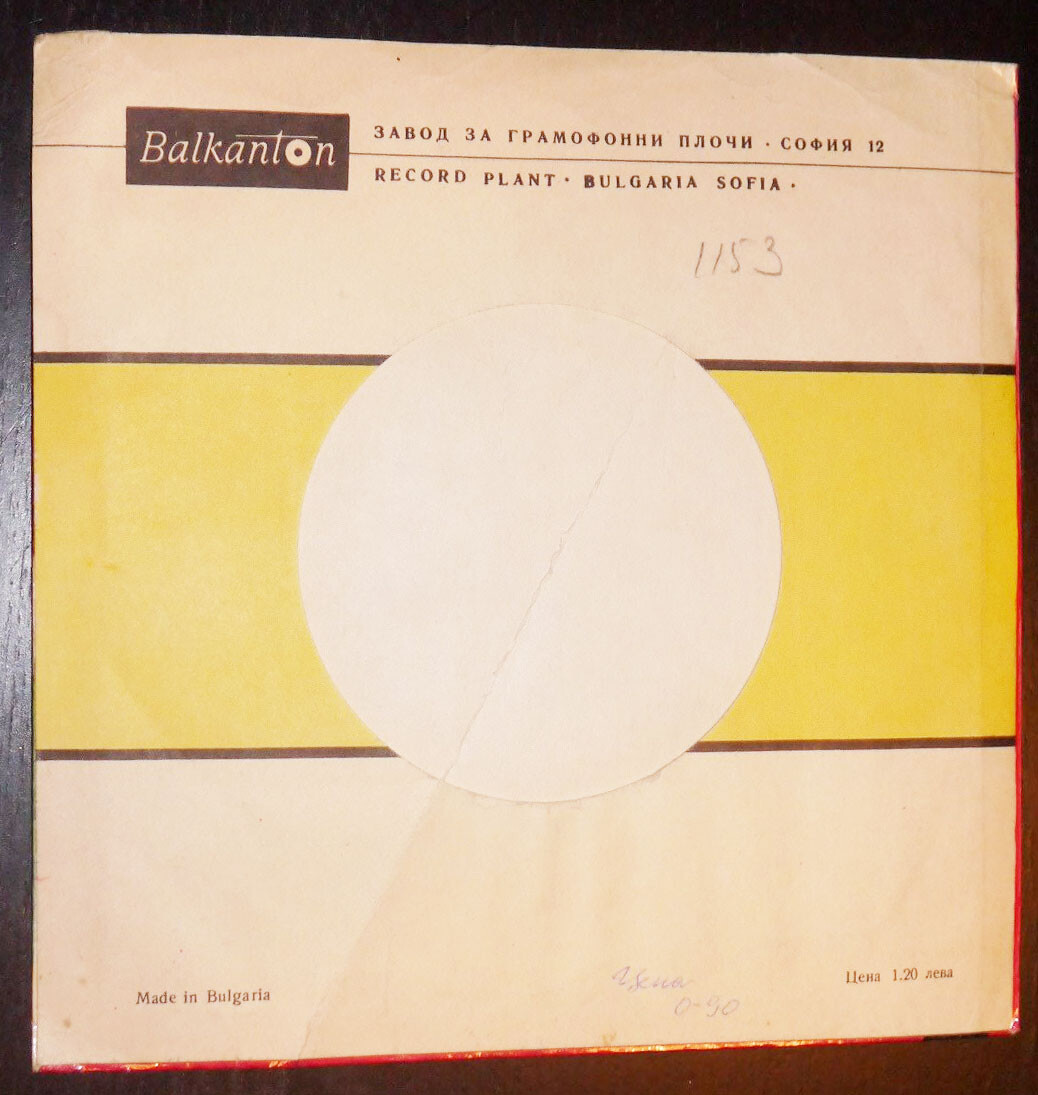 Balkanton
ЗАВОД ЗА ГРАМОФОННИ ПЛОЧИ · СОФИЯ 12
RECORD PLANT · BULGARIA SOFIA ·
1153
Цена 1.20 лева
Made in Bulgaria
Цена
0-90